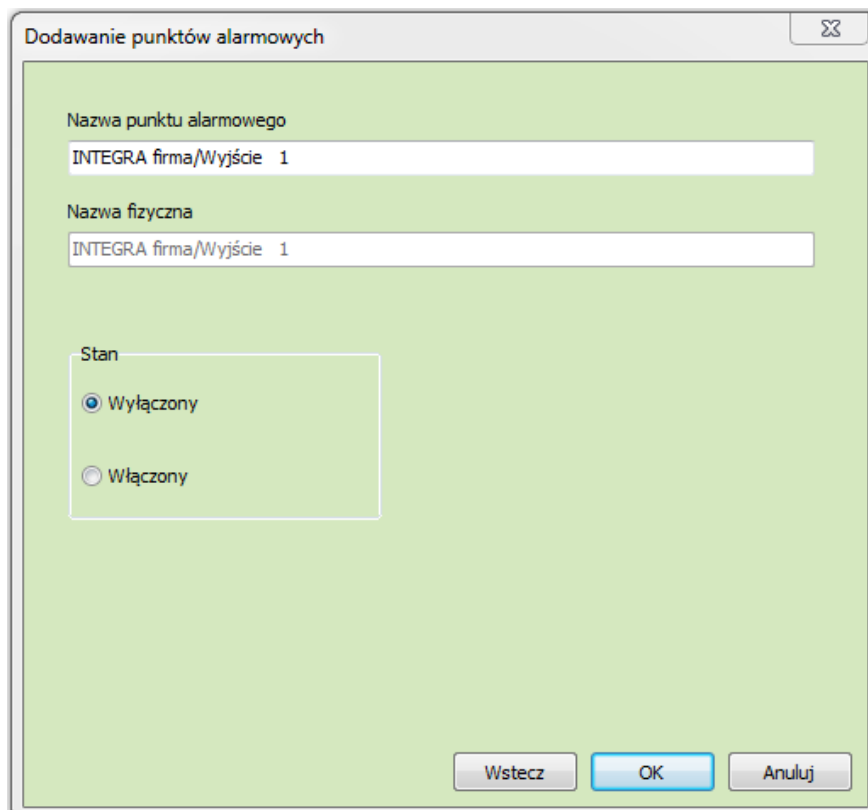 Dodawanie punktów alarmowych
Nazwa punktu alarmowego
INTEGRA firma/Wyjście 1
Nazwa fizyczna
INTEGRA firma/Wyjście 1
Stan
Wyłączony
Włączony
Wstecz OK Anuluj